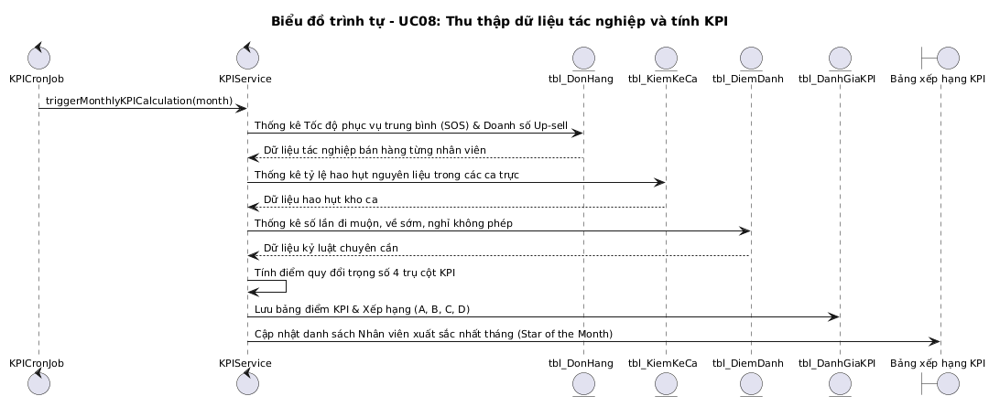 Biểu đồ trình tự - UC08: Thu thập dữ liệu tác nghiệp và tính KPI
KPICronJob KPIService tbl_DonHang tbl_KiemKeCa tbl_DiemDanh tbl_DanhGiaKPI Bảng xếp hạng KPI
triggerMonthlyKPICalculation(month)
Thống kê Tốc độ phục vụ trung bình (SOS) & Doanh số Up-sell
Dữ liệu tác nghiệp bán hàng từng nhân viên
Thống kê tỷ lệ hao hụt nguyên liệu trong các ca trực
Dữ liệu hao hụt kho ca
Thống kê số lần đi muộn, về sớm, nghỉ không phép
Dữ liệu kỷ luật chuyên cần
Tính điểm quy đổi trọng số 4 trụ cột KPI
Lưu bảng điểm KPI & Xếp hạng (A, B, C, D)
Cập nhật danh sách Nhân viên xuất sắc nhất tháng (Star of the Month)
KPICronJob KPIService tbl_DonHang tbl_KiemKeCa tbl_DiemDanh tbl_DanhGiaKPI Bảng xếp hạng KPI